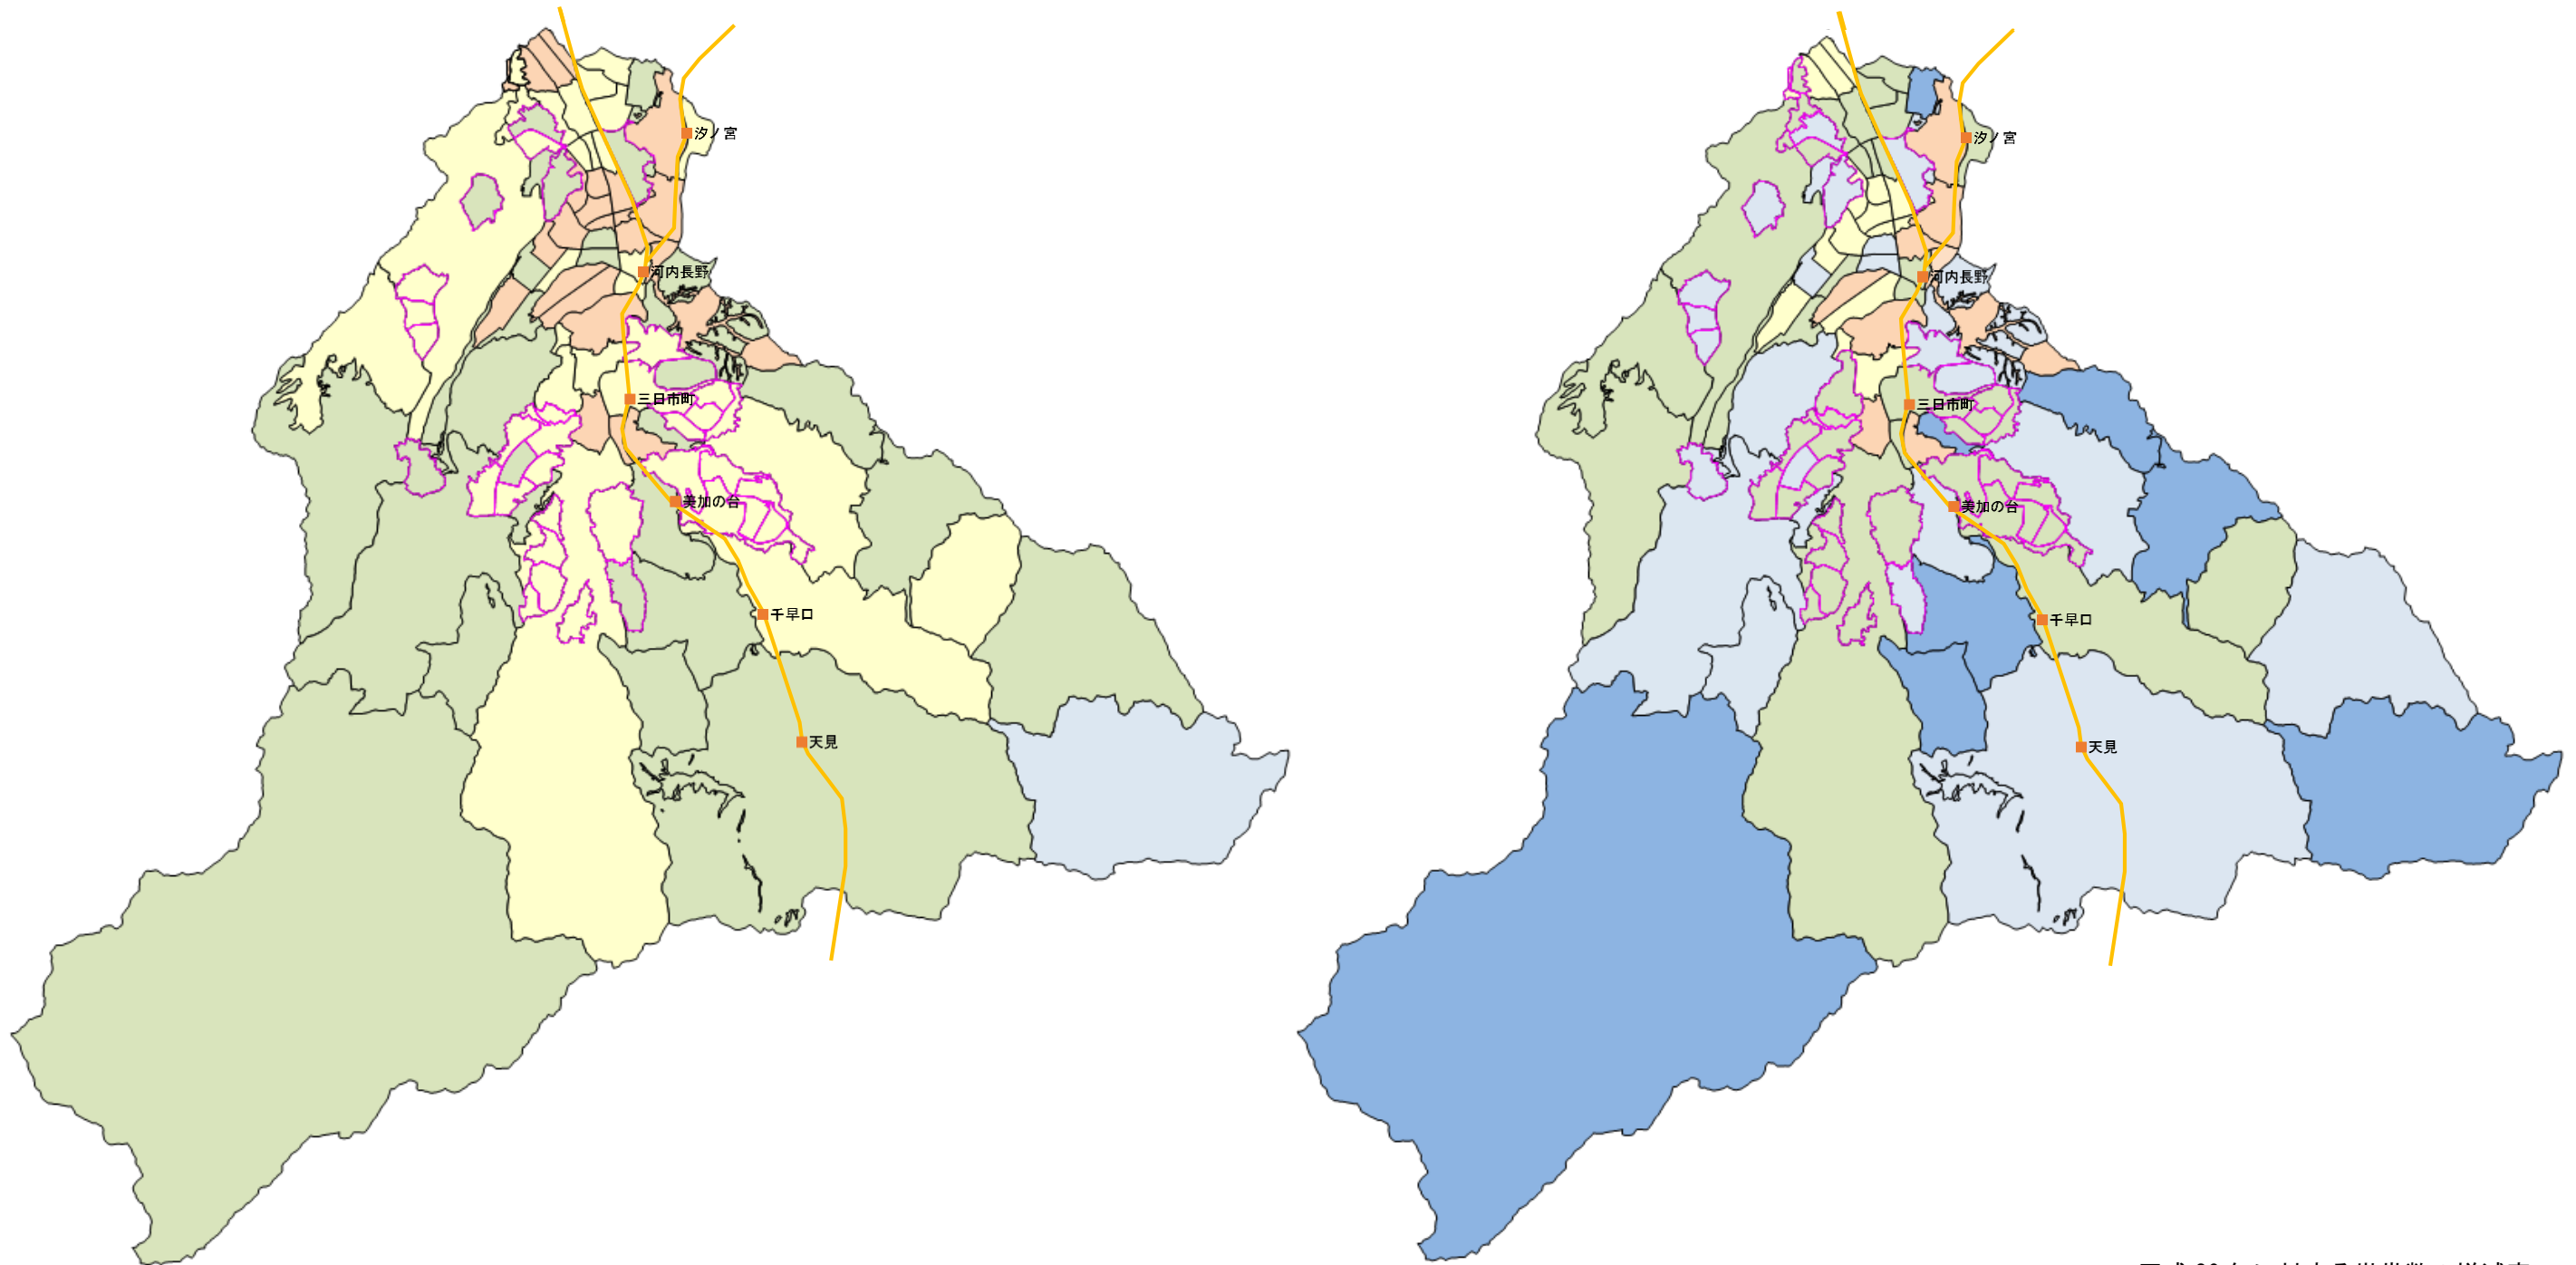 汐ノ宮
河内長野
三日市町
美加の台
千早口
天見
汐ノ宮
河内長野
三日市町
美加の台
千早口
天見